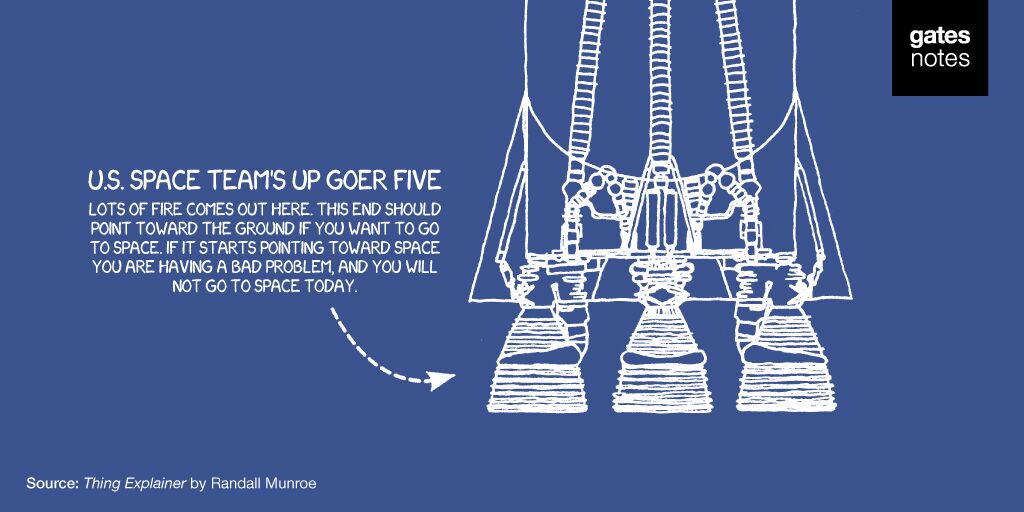 gates
notes
U.S. SPACE TEAM'S UP GOER FIVE
LOTS OF FIRE COMES OUT HERE. THIS END SHOULD
POINT TOWARD THE GROUND IF YOU WANT TO GO
TO SPACE. IF IT STARTS POINTING TOWARD SPACE
YOU ARE HAVING A BAD PROBLEM, AND YOU WILL
NOT GO TO SPACE TODAY.
Source: Thing Explainer by Randall Munroe